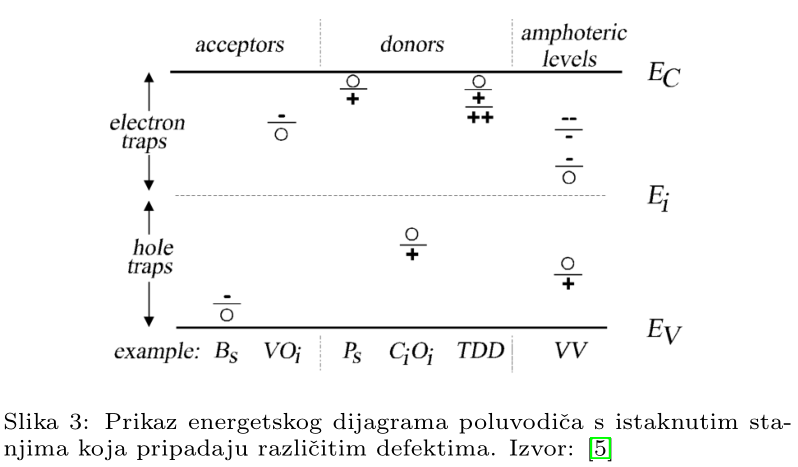 acceptors donors amphoteric levels
E_C
electron traps
o + o + ++ - o -- - - o
E_i
hole traps
o + o + - o
E_V
example: B_s VO_i P_s C_iO_i TDD VV
Slika 3: Prikaz energetskog dijagrama poluvodiča s istaknutim sta-
njima koja pripadaju različitim defektima. Izvor: [5]